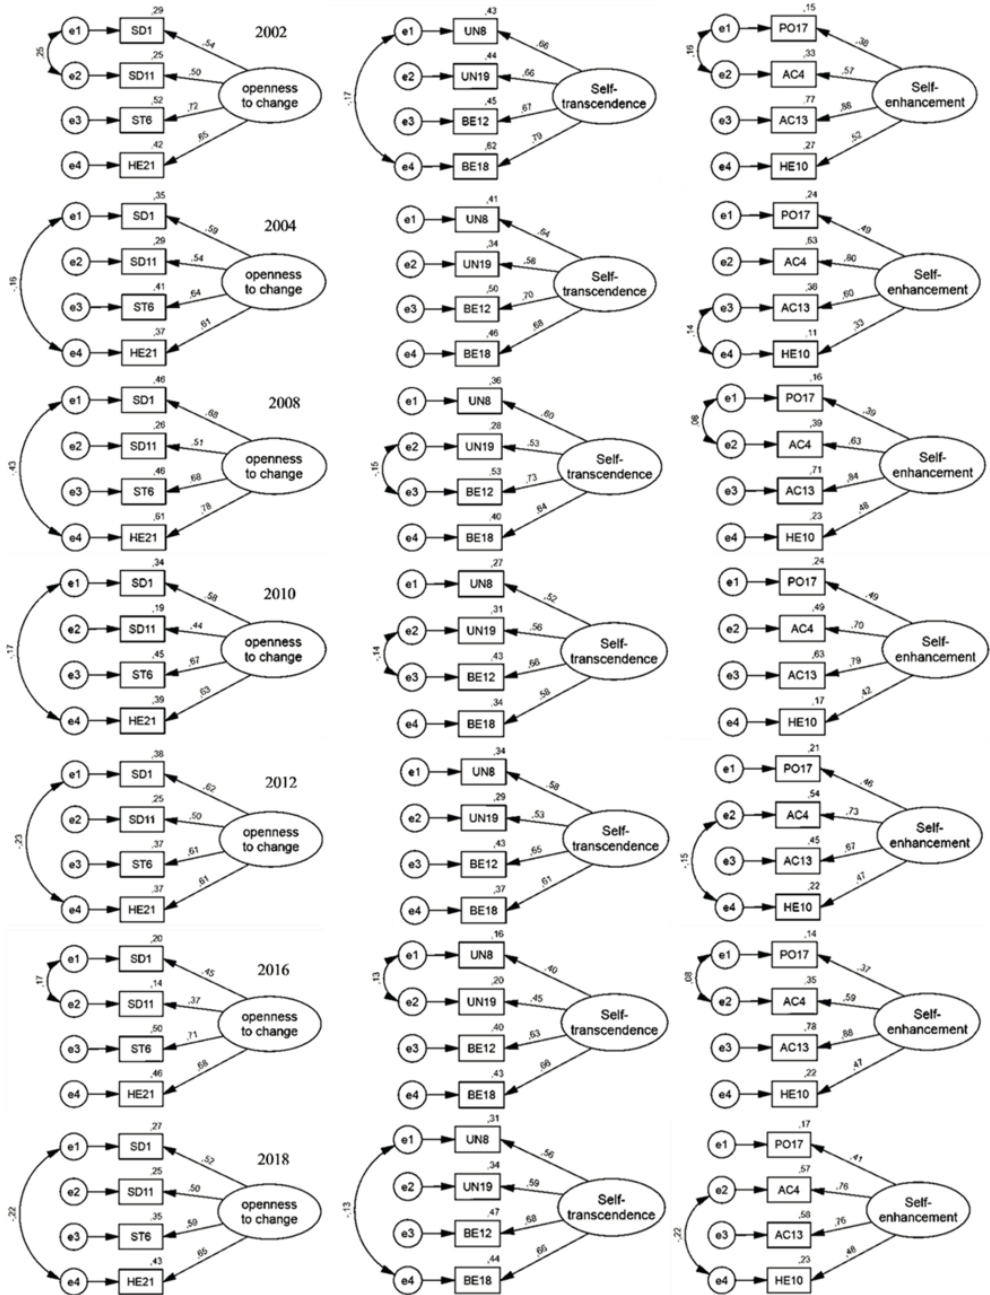 2002
,25
e1 SD1 ,29 ,54
e2 SD11 ,25 ,50
e3 ST6 ,52 ,72
e4 HE21 ,42 ,65
openness
to change
-,17
e1 UN8 ,43 ,66
e2 UN19 ,44 ,66
e3 BE12 ,45 ,67
e4 BE18 ,62 ,79
Self-
transcendence
,16
e1 PO17 ,15 ,38
e2 AC4 ,33 ,57
e3 AC13 ,77 ,88
e4 HE10 ,27 ,52
Self-
enhancement
2004
-,16
e1 SD1 ,35 ,59
e2 SD11 ,29 ,54
e3 ST6 ,41 ,64
e4 HE21 ,37 ,61
openness
to change
e1 UN8 ,41 ,64
e2 UN19 ,34 ,58
e3 BE12 ,50 ,70
e4 BE18 ,46 ,68
Self-
transcendence
,14
e1 PO17 ,24 ,49
e2 AC4 ,63 ,80
e3 AC13 ,36 ,60
e4 HE10 ,11 ,33
Self-
enhancement
2008
-,43
e1 SD1 ,46 ,68
e2 SD11 ,26 ,51
e3 ST6 ,46 ,68
e4 HE21 ,61 ,78
openness
to change
-,15
e1 UN8 ,36 ,60
e2 UN19 ,28 ,53
e3 BE12 ,53 ,73
e4 BE18 ,40 ,64
Self-
transcendence
,08
e1 PO17 ,16 ,39
e2 AC4 ,39 ,63
e3 AC13 ,71 ,84
e4 HE10 ,23 ,48
Self-
enhancement
2010
-,17
e1 SD1 ,34 ,58
e2 SD11 ,19 ,44
e3 ST6 ,45 ,67
e4 HE21 ,39 ,63
openness
to change
-,14
e1 UN8 ,27 ,52
e2 UN19 ,31 ,56
e3 BE12 ,43 ,66
e4 BE18 ,34 ,58
Self-
transcendence
e1 PO17 ,24 ,49
e2 AC4 ,49 ,70
e3 AC13 ,63 ,79
e4 HE10 ,17 ,42
Self-
enhancement
2012
-,23
e1 SD1 ,38 ,62
e2 SD11 ,25 ,50
e3 ST6 ,37 ,61
e4 HE21 ,37 ,61
openness
to change
e1 UN8 ,34 ,58
e2 UN19 ,29 ,53
e3 BE12 ,43 ,65
e4 BE18 ,37 ,61
Self-
transcendence
-,15
e1 PO17 ,21 ,46
e2 AC4 ,54 ,73
e3 AC13 ,45 ,67
e4 HE10 ,22 ,47
Self-
enhancement
2016
,17
e1 SD1 ,20 ,45
e2 SD11 ,14 ,37
e3 ST6 ,50 ,71
e4 HE21 ,46 ,68
openness
to change
,13
e1 UN8 ,16 ,40
e2 UN19 ,20 ,45
e3 BE12 ,40 ,63
e4 BE18 ,43 ,66
Self-
transcendence
,08
e1 PO17 ,14 ,37
e2 AC4 ,35 ,59
e3 AC13 ,78 ,88
e4 HE10 ,22 ,47
Self-
enhancement
2018
-,22
e1 SD1 ,27 ,52
e2 SD11 ,25 ,50
e3 ST6 ,35 ,59
e4 HE21 ,43 ,65
openness
to change
-,13
e1 UN8 ,31 ,56
e2 UN19 ,34 ,59
e3 BE12 ,47 ,68
e4 BE18 ,44 ,66
Self-
transcendence
-,22
e1 PO17 ,17 ,41
e2 AC4 ,57 ,76
e3 AC13 ,58 ,76
e4 HE10 ,23 ,48
Self-
enhancement